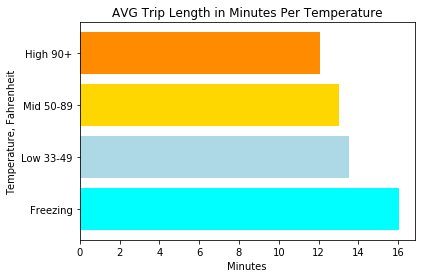 AVG Trip Length in Minutes Per Temperature
Temperature, Fahrenheit
High 90+
Mid 50-89
Low 33-49
Freezing
0 2 4 6 8 10 12 14 16
Minutes